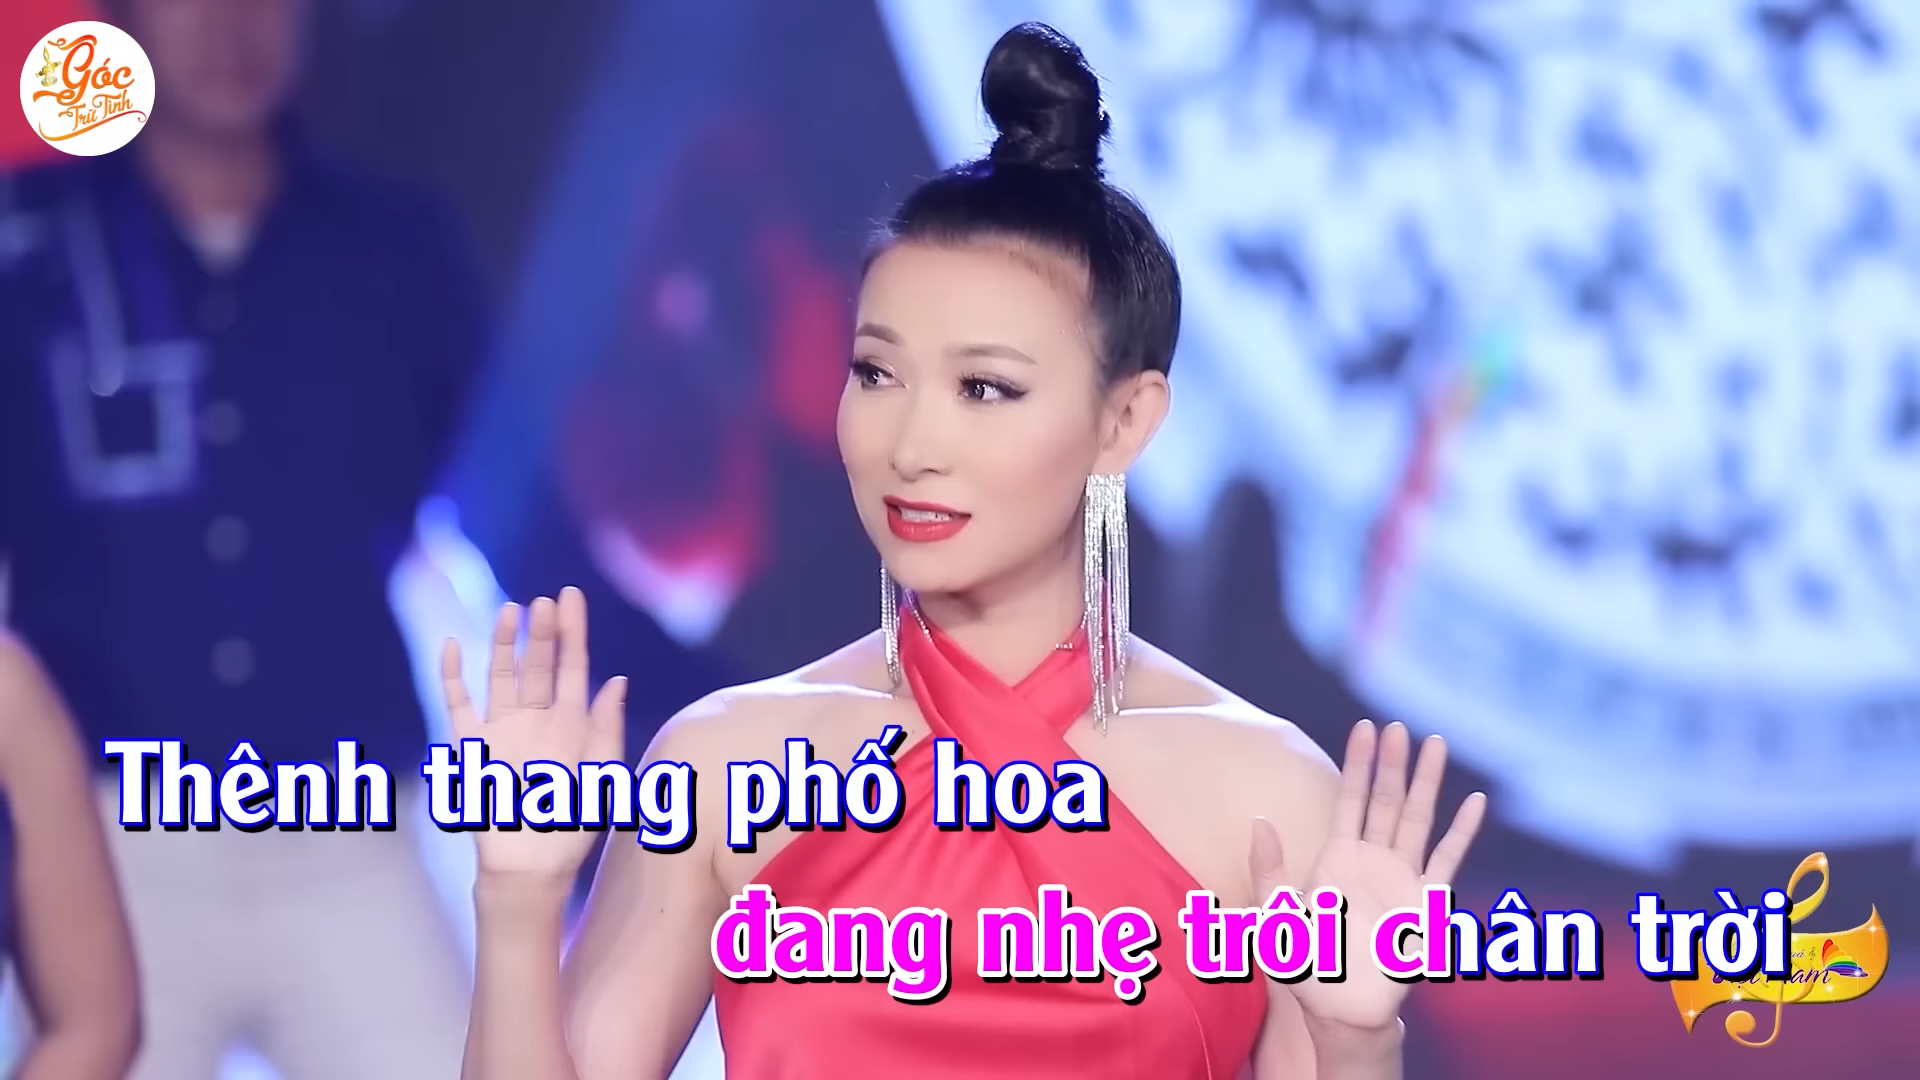 Góc
Trữ Tình
Thênh thang phố hoa
đang nhẹ trôi chân trời